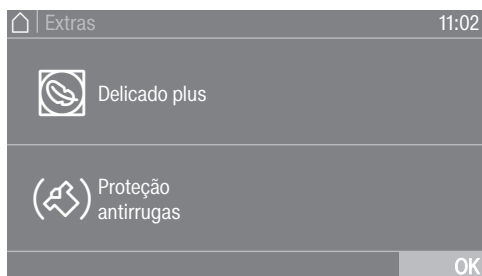 Extras 11:02
Delicado plus
Proteção
antirrugas
OK